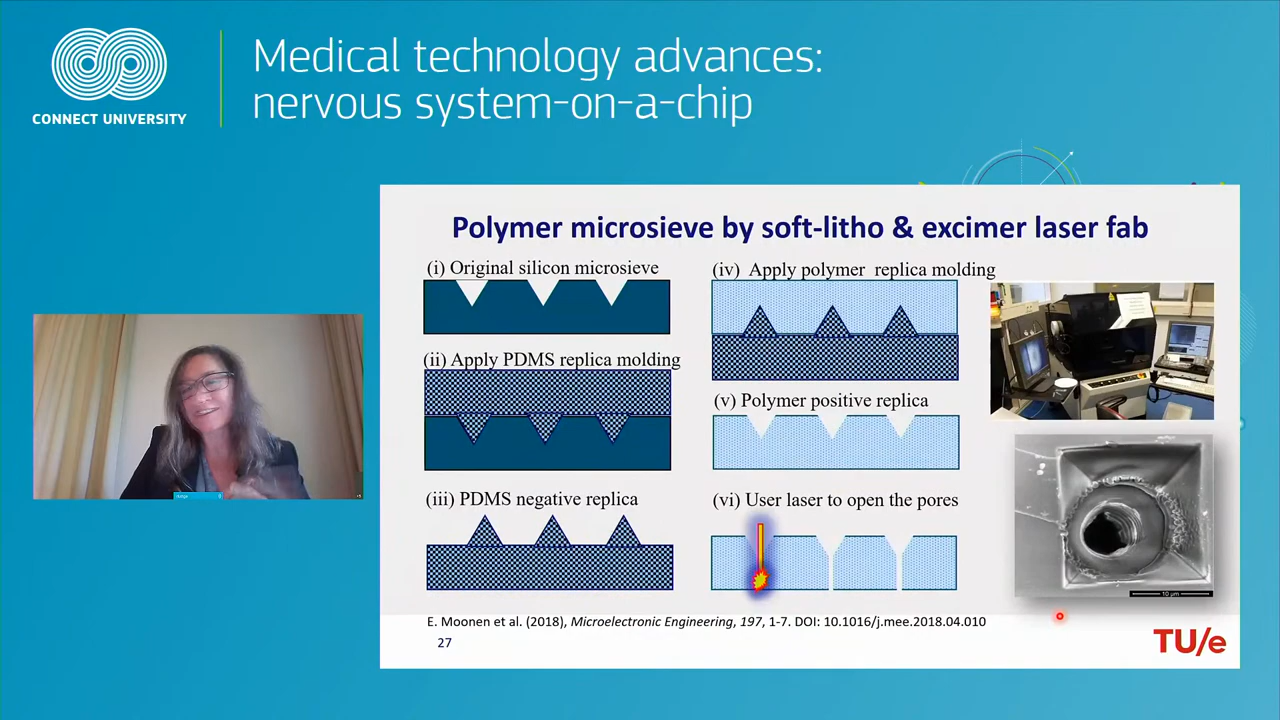 CONNECT UNIVERSITY
Medical technology advances:
nervous system-on-a-chip
Polymer microsieve by soft-litho & excimer laser fab
(i) Original silicon microsieve
(ii) Apply PDMS replica molding
(iii) PDMS negative replica
(iv) Apply polymer replica molding
(v) Polymer positive replica
(vi) User laser to open the pores
10 µm
E. Moonen et al. (2018), Microelectronic Engineering, 197, 1-7. DOI: 10.1016/j.mee.2018.04.010
27
TU/e